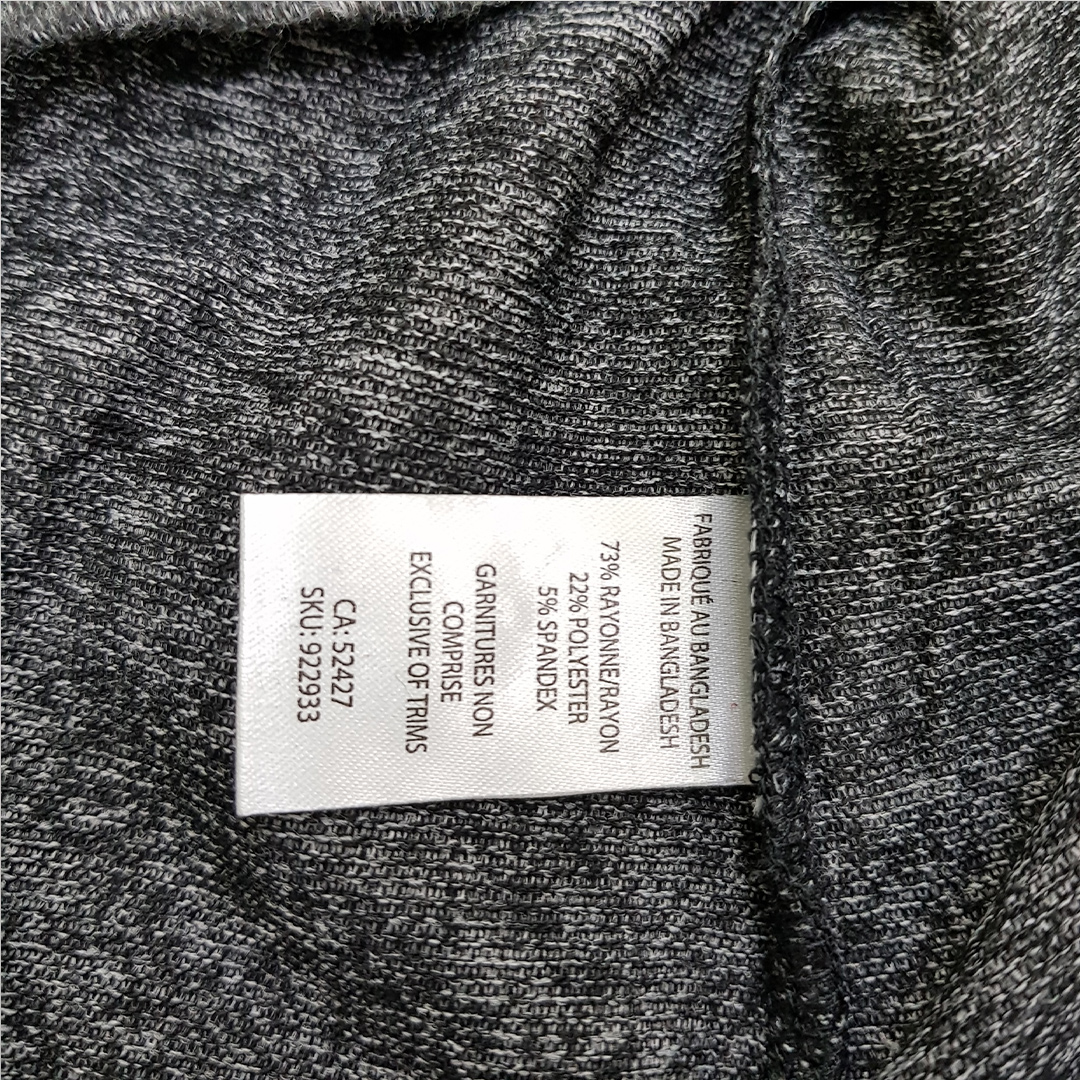 FABRIQUÉ AU BANGLADESH
MADE IN BANGLADESH
73% RAYONNE/RAYON
22% POLYESTER
5% SPANDEX
GARNITURES NON
COMPRISE
EXCLUSIVE OF TRIMS
CA: 52427
SKU: 922933